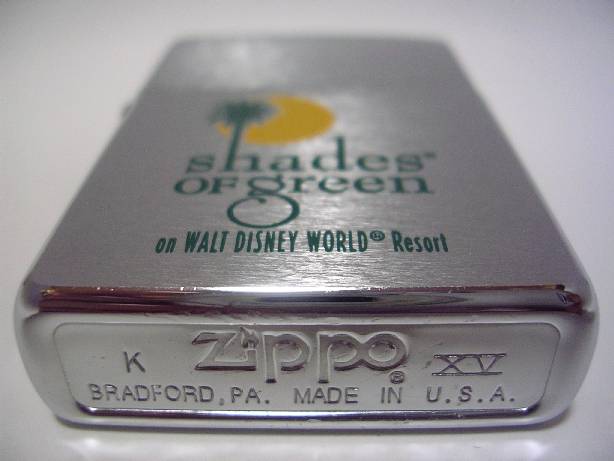 shades®
OF green
on WALT DISNEY WORLD® Resort
K Zippo® XV
BRADFORD, PA. MADE IN U.S.A.